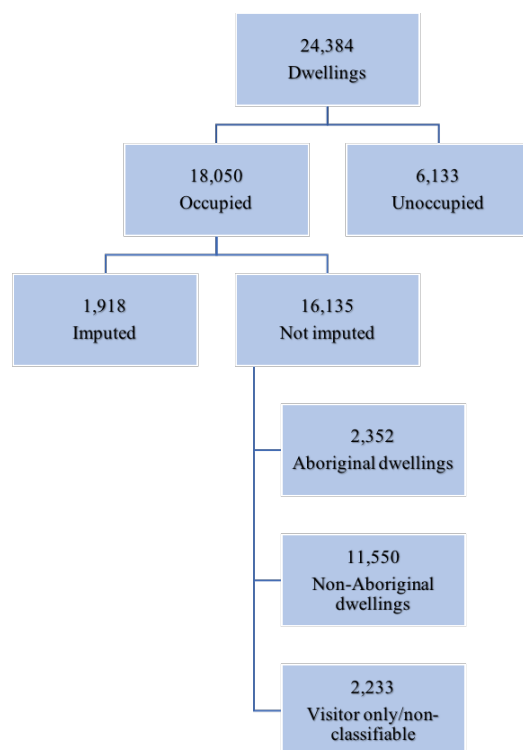 24,384
Dwellings
18,050
Occupied
6,133
Unoccupied
1,918
Imputed
16,135
Not imputed
2,352
Aboriginal dwellings
11,550
Non-Aboriginal
dwellings
2,233
Visitor only/non-
classifiable